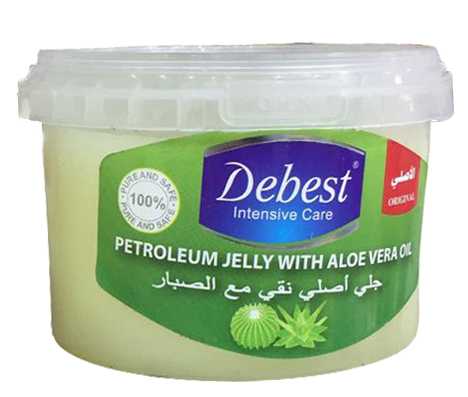 Debest
Intensive Care
الأصلي
ORIGINAL
PURE AND SAFE
100%
PURE AND SAFE
PETROLEUM JELLY WITH ALOE VERA OIL
جلي أصلي نقي مع الصبار